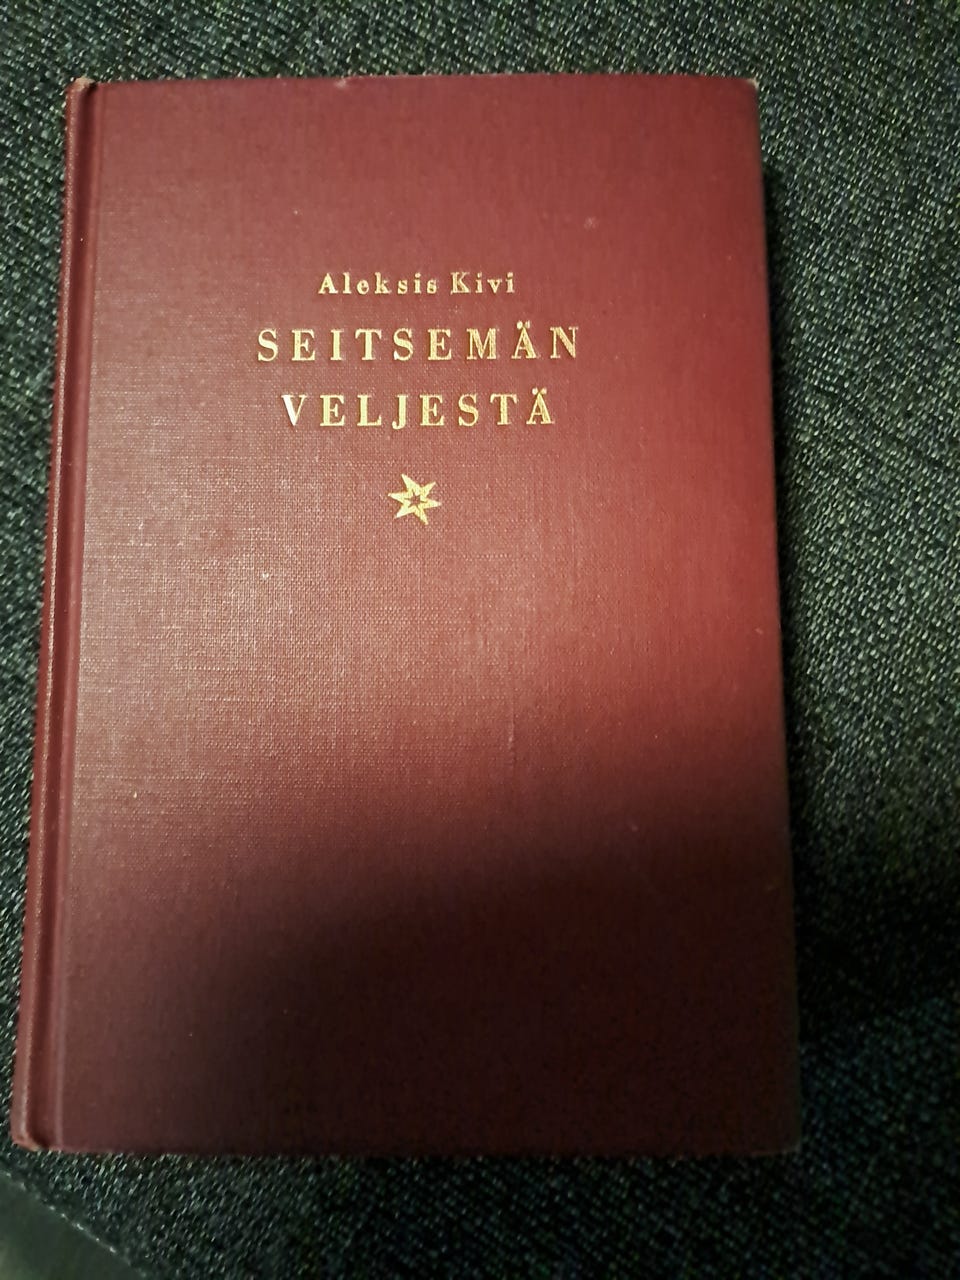 Aleksis Kivi
SEITSEMÄN
VELJESTÄ